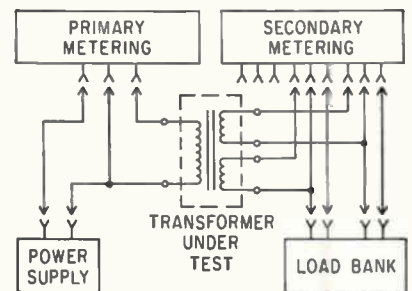 PRIMARY
METERING
SECONDARY
METERING
TRANSFORMER
UNDER
TEST
POWER
SUPPLY
LOAD BANK